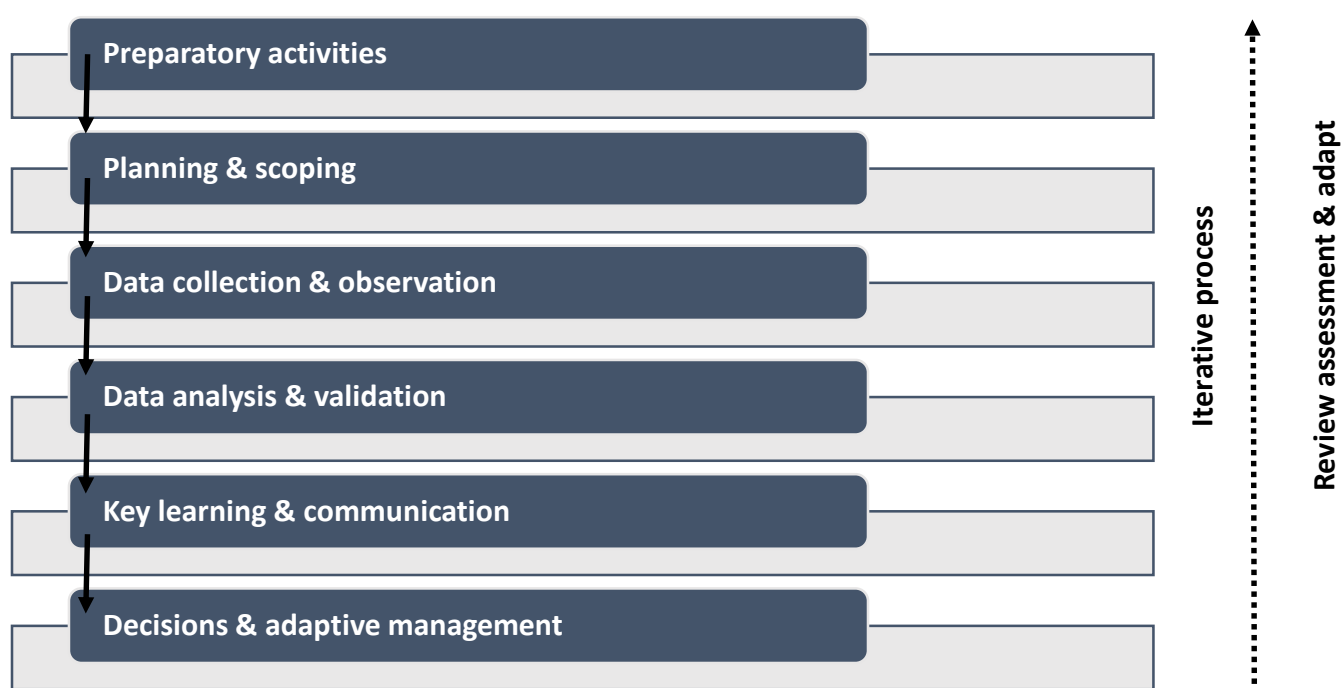 Preparatory activities
Planning & scoping
Data collection & observation
Data analysis & validation
Key learning & communication
Decisions & adaptive management
Iterative process
Review assessment & adapt